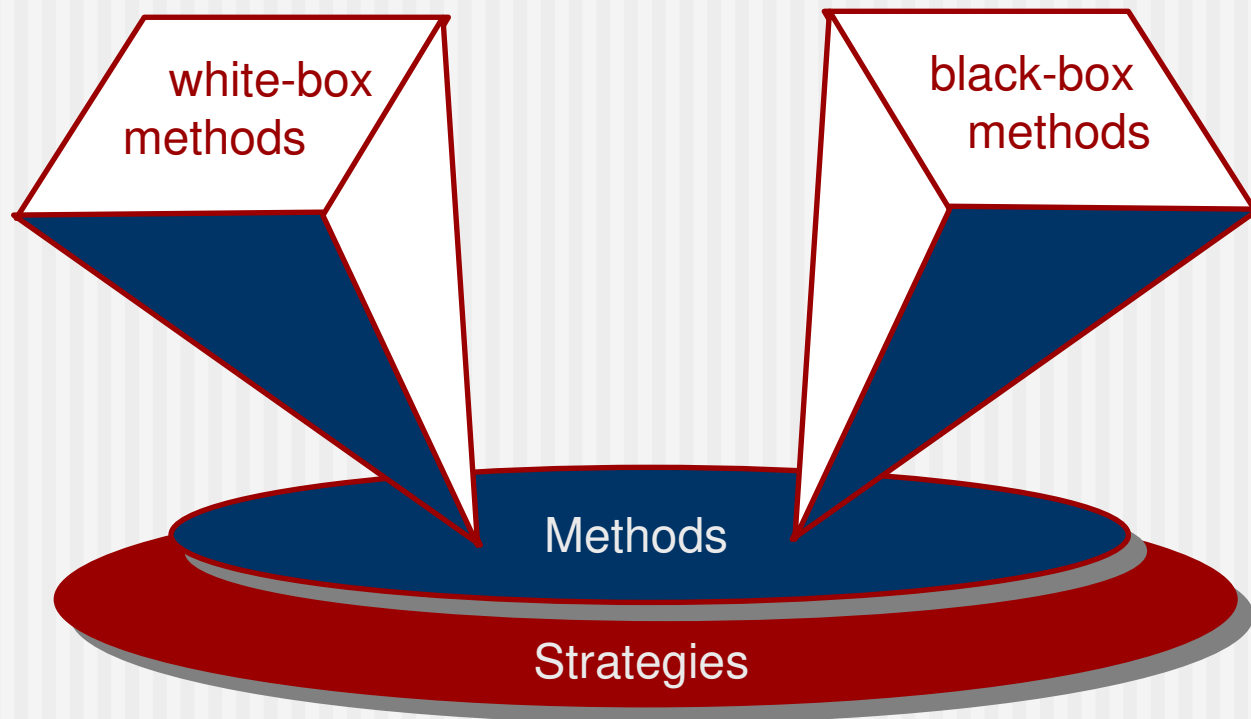 white-box
methods
black-box
methods
Methods
Strategies